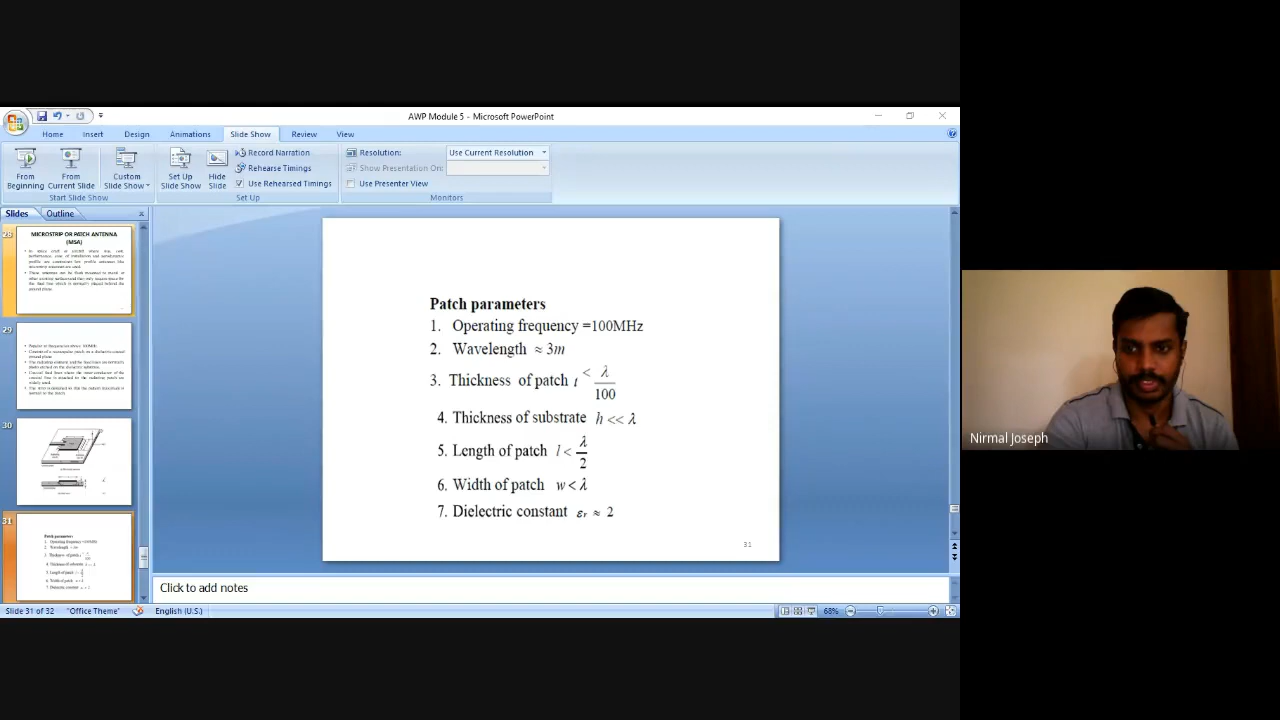 AWP Module 5 - Microsoft PowerPoint
Home Insert Design Animations Slide Show Review View
From Beginning
From Current Slide
Custom Slide Show
Start Slide Show
Set Up Slide Show
Hide Slide
Record Narration
Rehearse Timings
Use Rehearsed Timings
Set Up
Resolution: Use Current Resolution
Show Presentation On:
Use Presenter View
Monitors
Slides Outline
28
MICROSTRIP OR PATCH ANTENNA
(MSA)
29
30
31
Patch parameters
1. Operating frequency =100MHz
2. Wavelength ≈ 3m
3. Thickness of patch t < λ/100
4. Thickness of substrate h << λ
5. Length of patch l < λ/2
6. Width of patch w < λ
7. Dielectric constant εr ≈ 2
31
Click to add notes
Slide 31 of 32 "Office Theme" English (U.S.) 68%
Nirmal Joseph